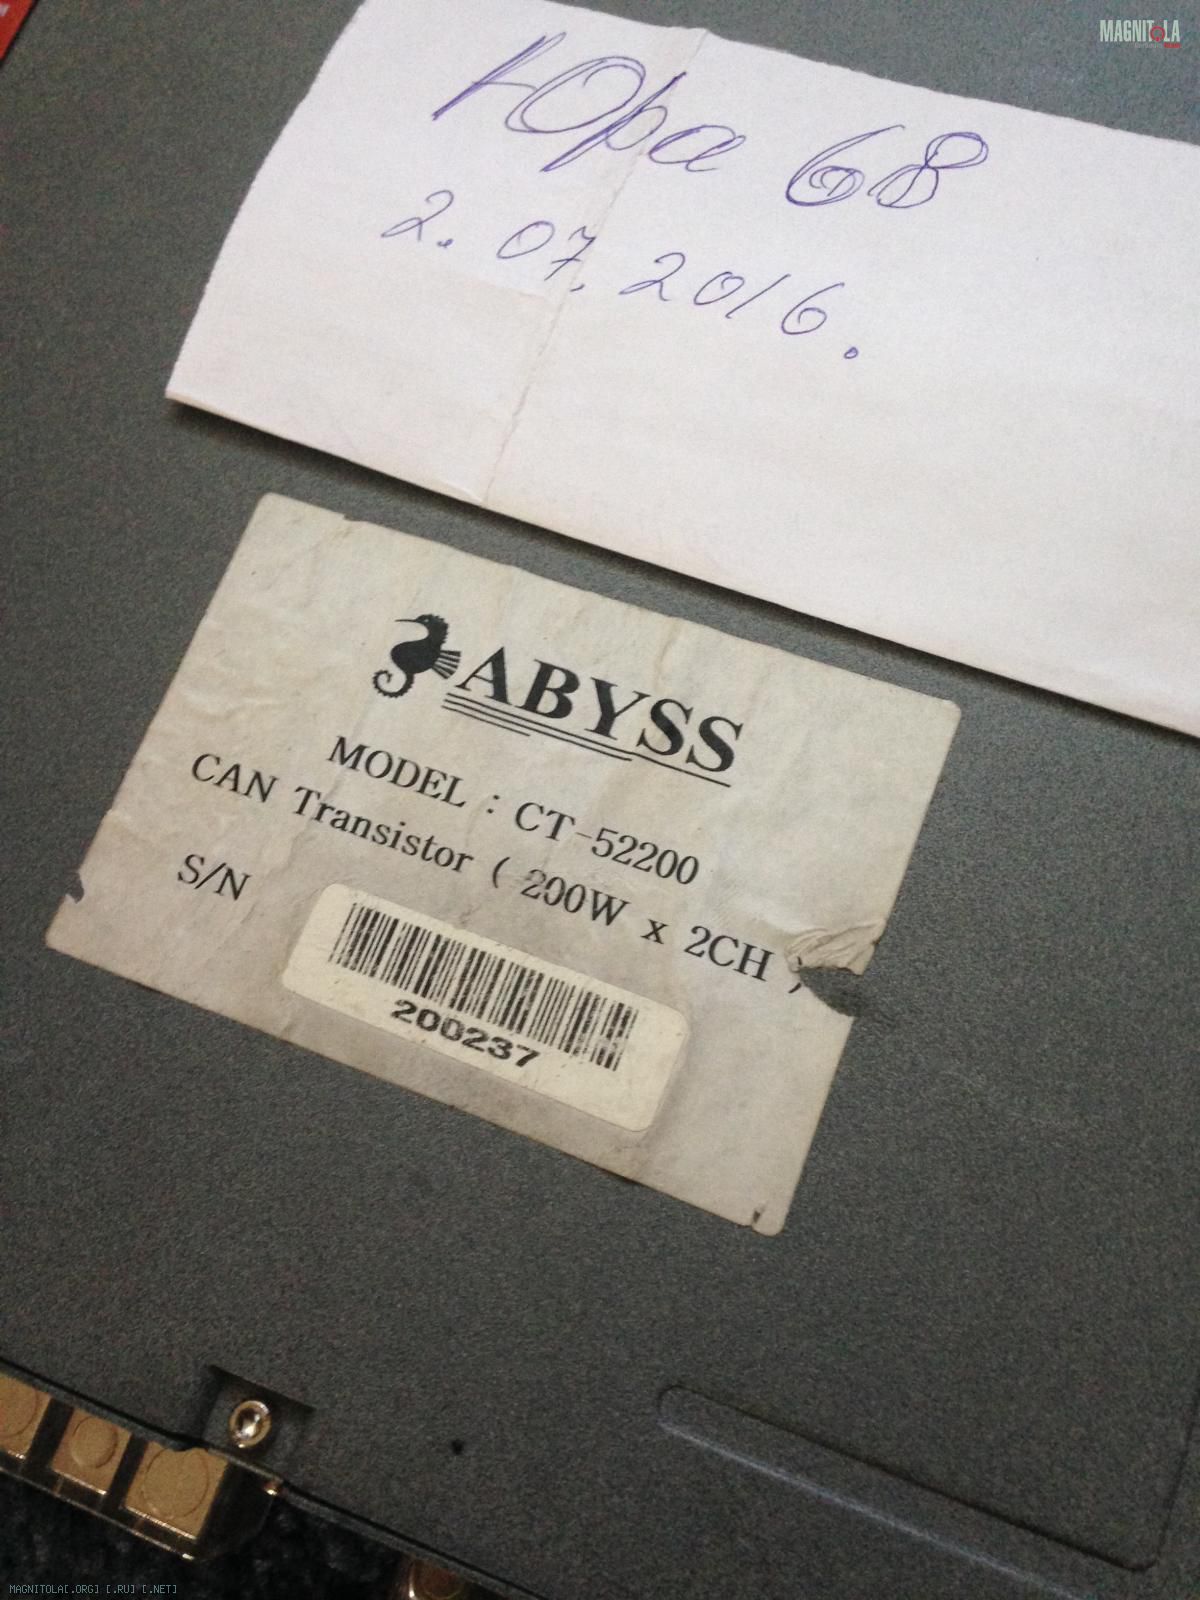 MAGNITOLA
Юра 68
2. 07. 2016.
ABYSS
MODEL : CT-52200
CAN Transistor ( 200W x 2CH )
S/N
200237
MAGNITOLA[.ORG] [.RU] [.NET]